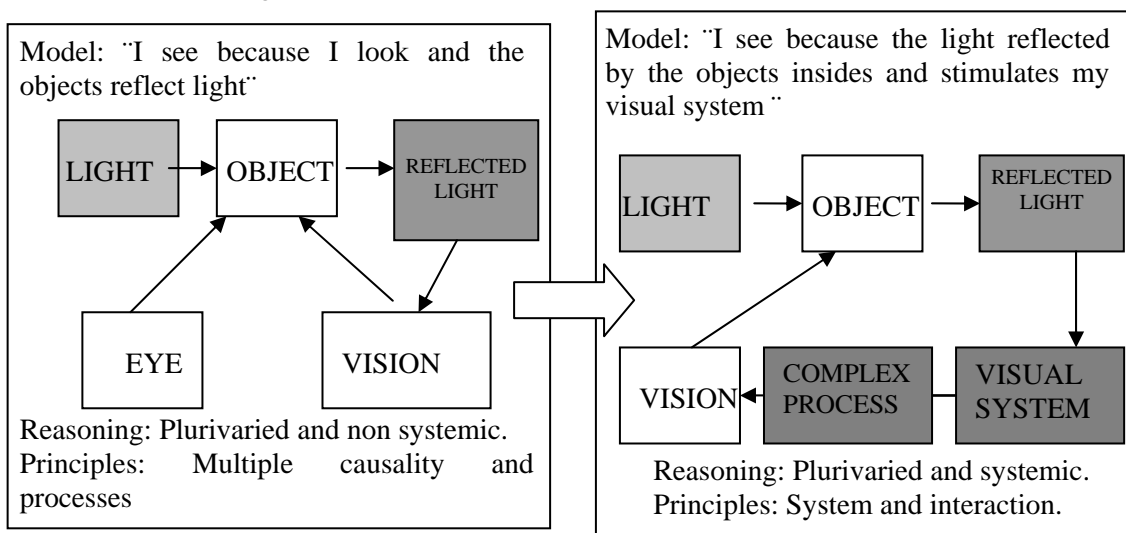 Model: ¨I see because I look and the
objects reflect light¨
LIGHT
OBJECT
REFLECTED
LIGHT
EYE
VISION
Reasoning: Plurivaried and non systemic.
Principles: Multiple causality and
processes
Model: ¨I see because the light reflected
by the objects insides and stimulates my
visual system ¨
LIGHT
OBJECT
REFLECTED
LIGHT
VISION
COMPLEX
PROCESS
VISUAL
SYSTEM
Reasoning: Plurivaried and systemic.
Principles: System and interaction.